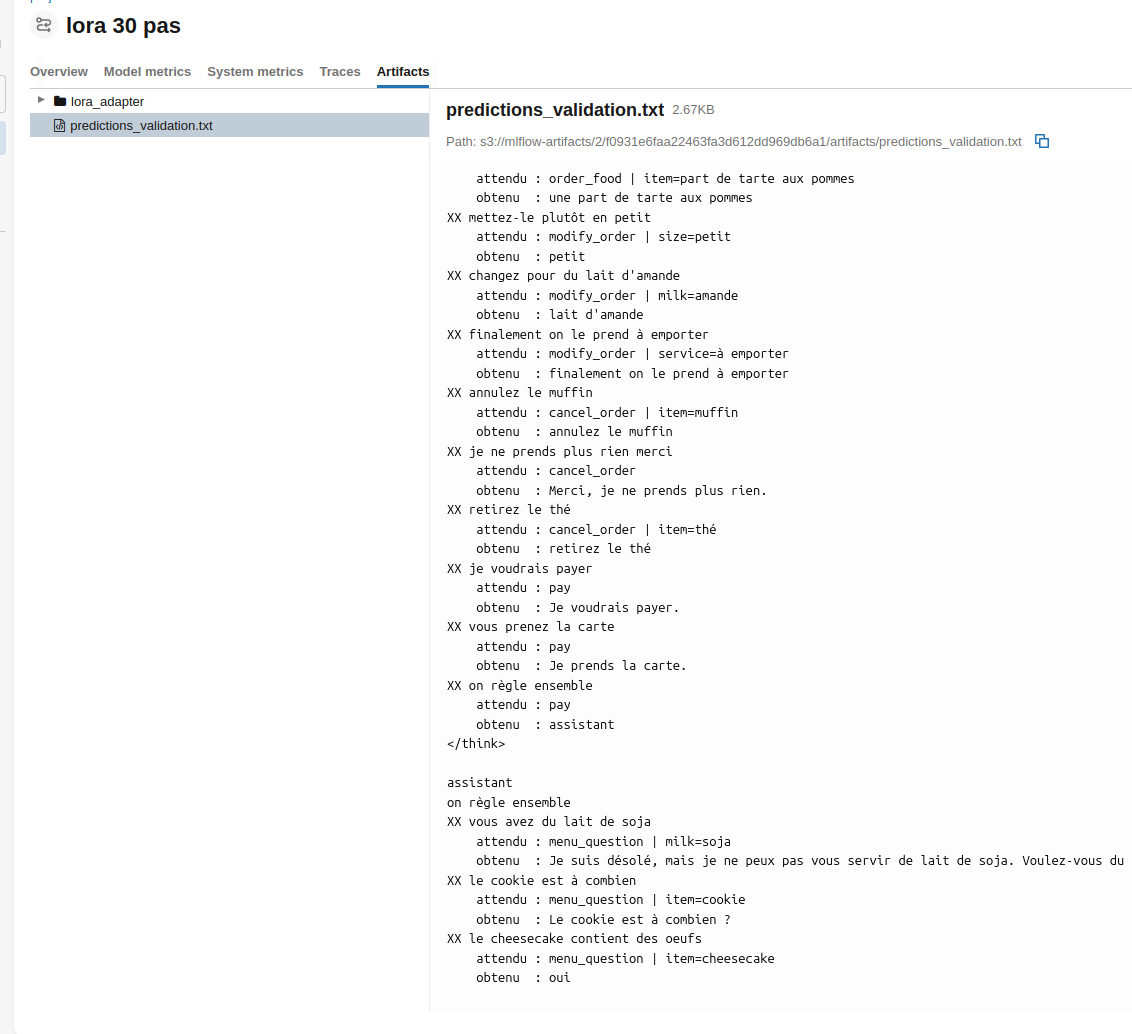 lora 30 pas
Overview Model metrics System metrics Traces Artifacts
lora_adapter
predictions_validation.txt
predictions_validation.txt 2.67KB
Path: s3://mlflow-artifacts/2/f0931e6faa22463fa3d612dd969db6a1/artifacts/predictions_validation.txt
attendu : order_food | item=part de tarte aux pommes
obtenu : une part de tarte aux pommes
XX mettez-le plutôt en petit
attendu : modify_order | size=petit
obtenu : petit
XX changez pour du lait d'amande
attendu : modify_order | milk=amande
obtenu : lait d'amande
XX finalement on le prend à emporter
attendu : modify_order | service=à emporter
obtenu : finalement on le prend à emporter
XX annulez le muffin
attendu : cancel_order | item=muffin
obtenu : annulez le muffin
XX je ne prends plus rien merci
attendu : cancel_order
obtenu : Merci, je ne prends plus rien.
XX retirez le thé
attendu : cancel_order | item=thé
obtenu : retirez le thé
XX je voudrais payer
attendu : pay
obtenu : Je voudrais payer.
XX vous prenez la carte
attendu : pay
obtenu : Je prends la carte.
XX on règle ensemble
attendu : pay
obtenu : assistant
</think>
assistant
on règle ensemble
XX vous avez du lait de soja
attendu : menu_question | milk=soja
obtenu : Je suis désolé, mais je ne peux pas vous servir de lait de soja. Voulez-vous du
XX le cookie est à combien
attendu : menu_question | item=cookie
obtenu : Le cookie est à combien ?
XX le cheesecake contient des oeufs
attendu : menu_question | item=cheesecake
obtenu : oui